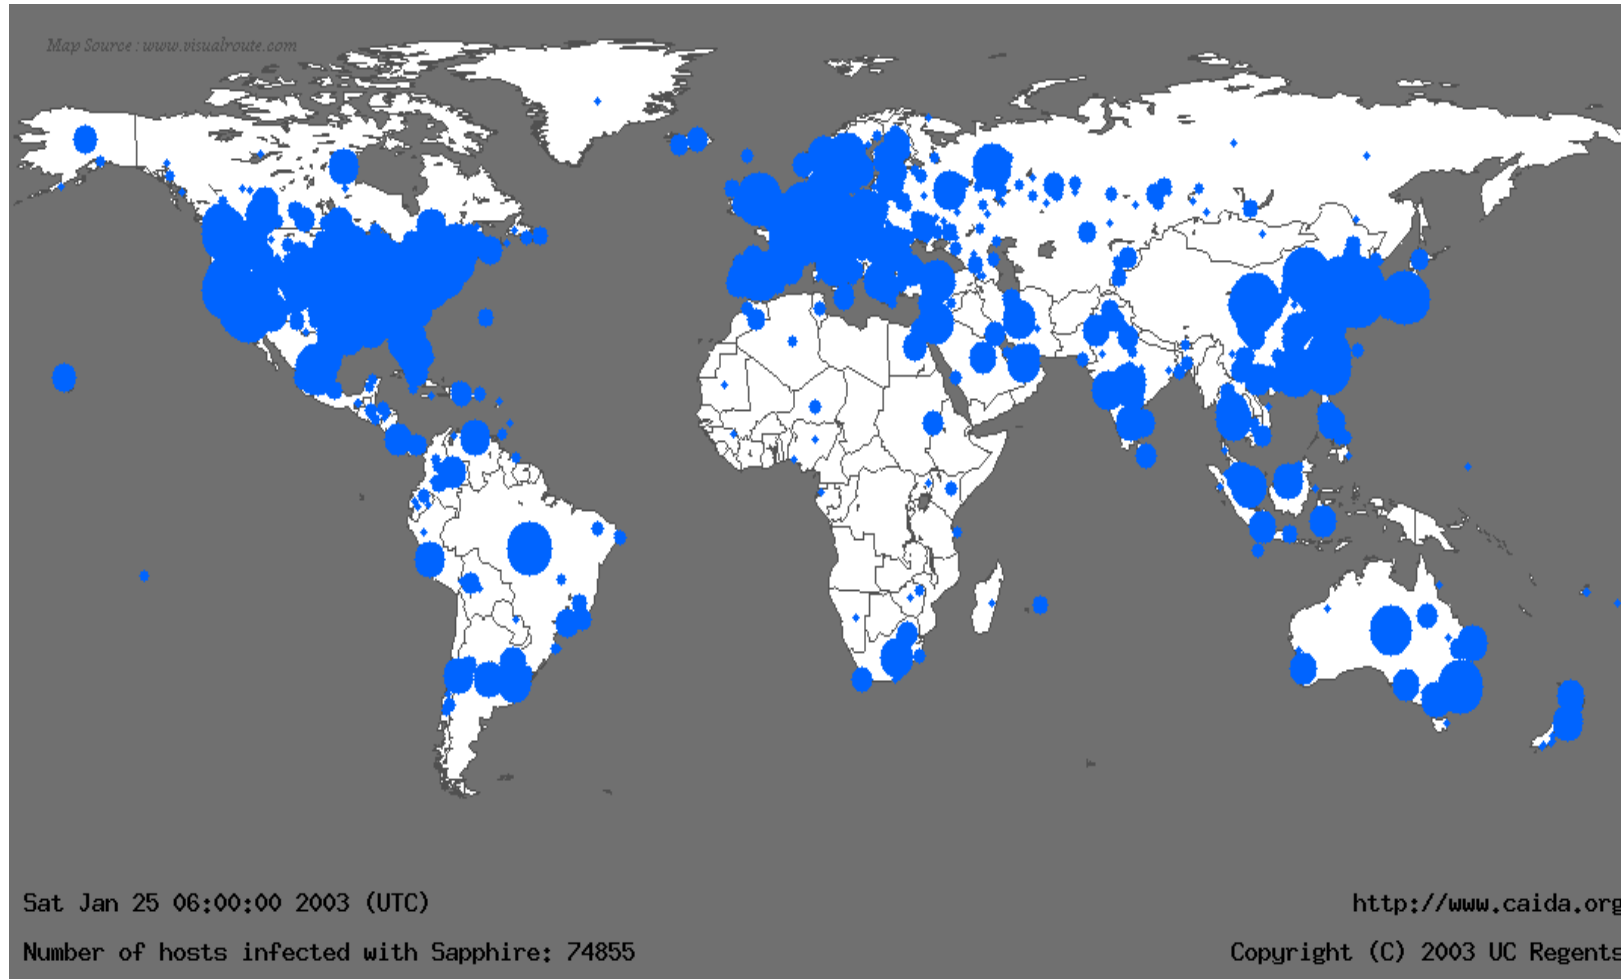 Map Source : www.visualroute.com
Sat Jan 25 06:00:00 2003 (UTC)
http://www.caida.org
Number of hosts infected with Sapphire: 74855
Copyright (C) 2003 UC Regents